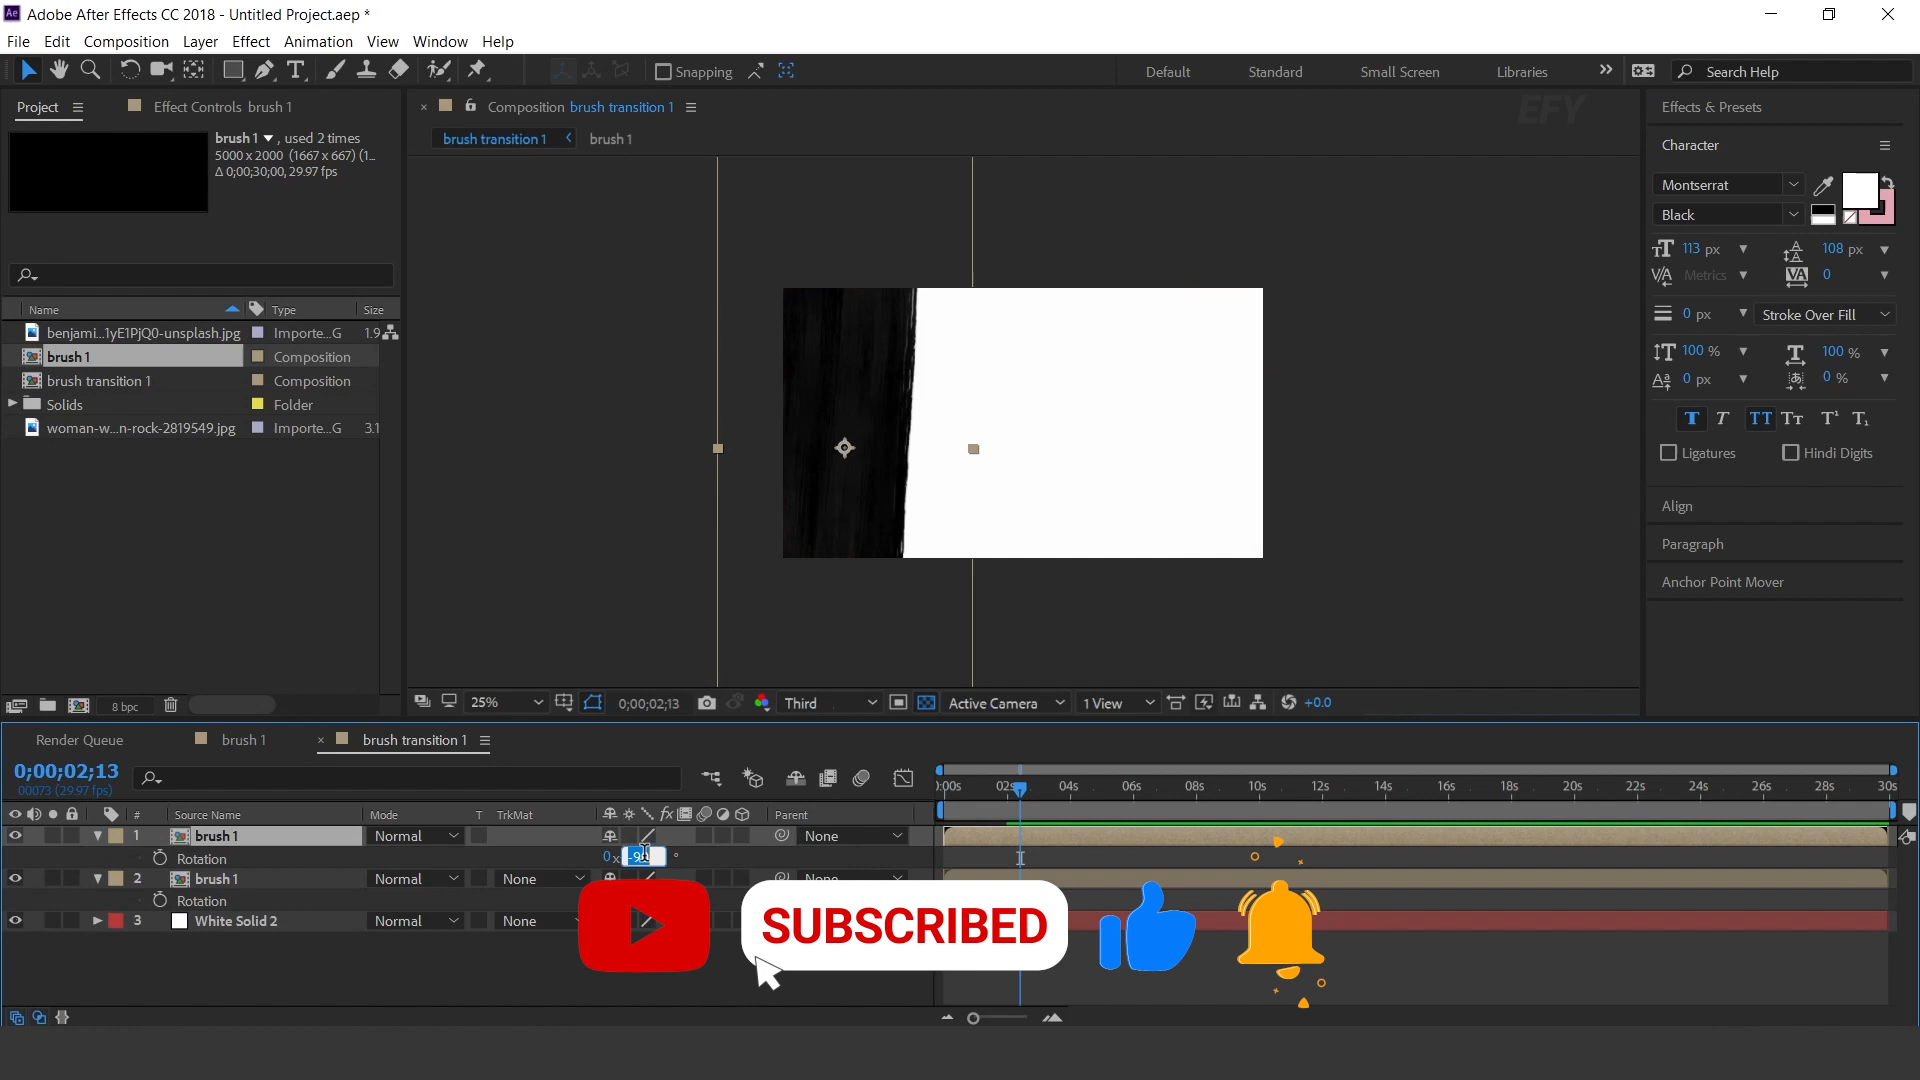 Adobe After Effects CC 2018 - Untitled Project.aep *
File Edit Composition Layer Effect Animation View Window Help
Snapping Default Standard Small Screen Libraries Search Help
Project Effect Controls brush 1
Composition brush transition 1
EFY
Effects & Presets
brush 1 , used 2 times
5000 x 2000 (1667 x 667) (1...
Δ 0;00;30;00, 29.97 fps
brush transition 1 brush 1
Character
Montserrat
Black
113 px 108 px
Metrics 0
0 px Stroke Over Fill
100 % 100 %
0 px 0 %
Ligatures Hindi Digits
Align
Paragraph
Anchor Point Mover
Name Type Size
benjami...1yE1PjQ0-unsplash.jpg Importe...G 1.9
brush 1 Composition
brush transition 1 Composition
Solids Folder
woman-w...n-rock-2819549.jpg Importe...G 3.1
8 bpc
25% 0;00;02;13 Third Active Camera 1 View +0.0
Render Queue brush 1 brush transition 1
0;00;02;13
00073 (29.97 fps)
:00s 02s 04s 06s 08s 10s 12s 14s 16s 18s 20s 22s 24s 26s 28s 30s
# Source Name Mode T TrkMat Parent
1 brush 1 Normal None
Rotation 0x °
2 brush 1 Normal None None
Rotation
3 White Solid 2 Normal None
SUBSCRIBED